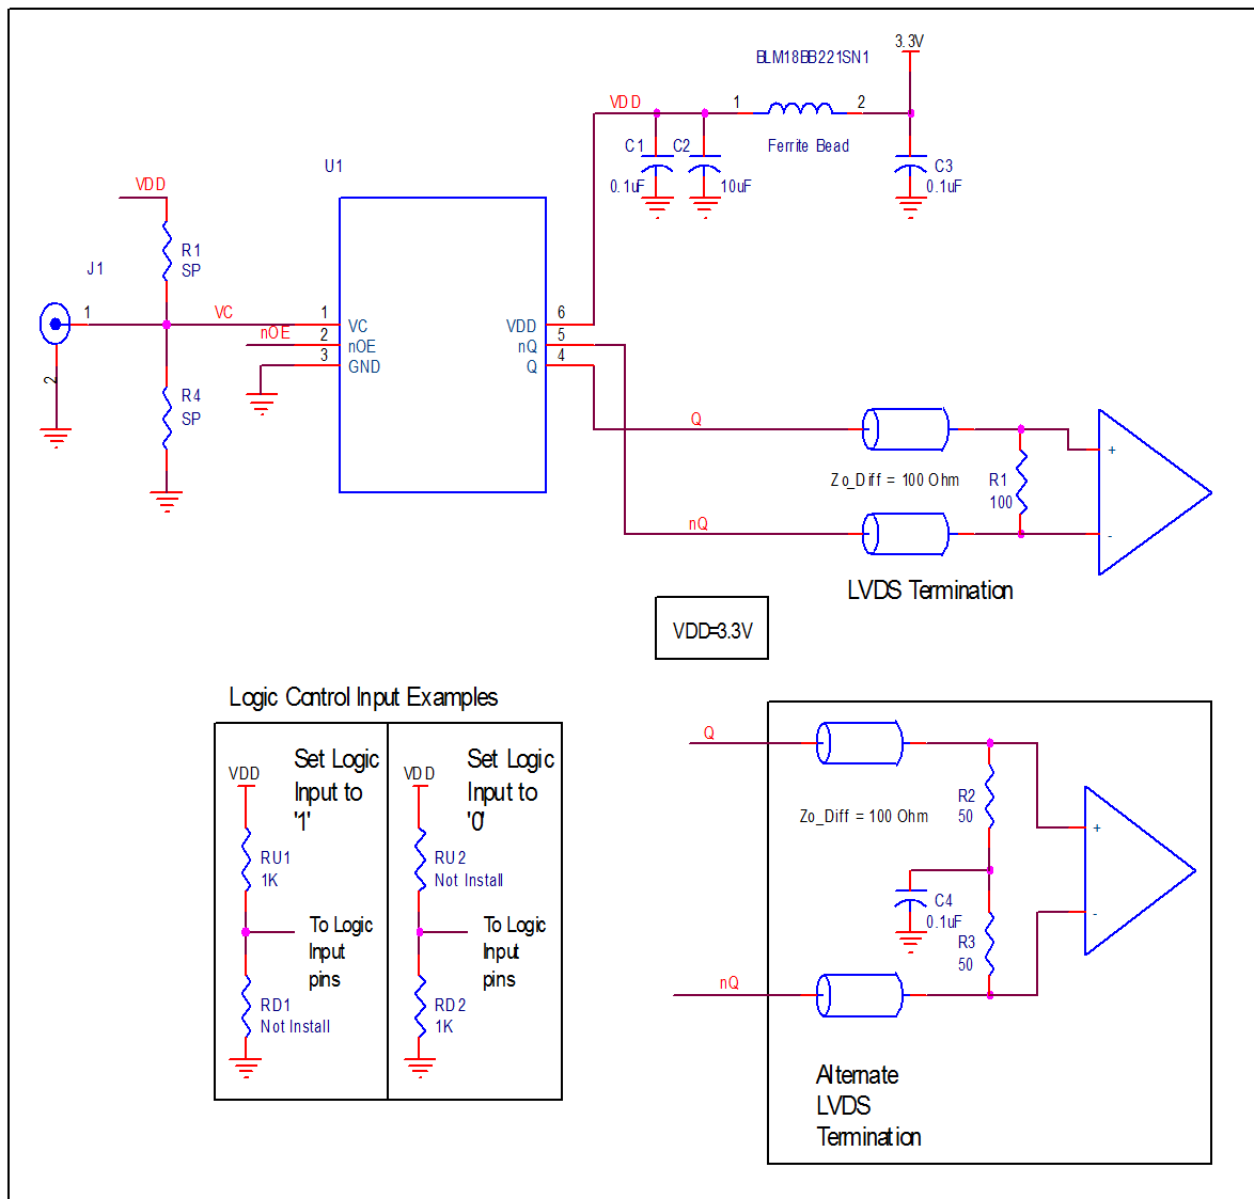 BLM18BB221SN1
3.3V
VDD
1
2
Ferrite Bead
C1
0.1uF
C2
10uF
C3
0.1uF
U1
VDD
R1
SP
J1
1
2
VC
nOE
R4
SP
1
2
3
VC
nOE
GND
VDD
nQ
Q
6
5
4
Q
nQ
Zo_Diff = 100 Ohm
R1
100
+
-
LVDS Termination
VDD=3.3V
Logic Control Input Examples
VDD
Set Logic
Input to
'1'
RU1
1K
To Logic
Input
pins
RD1
Not Install
VDD
Set Logic
Input to
'0'
RU2
Not Install
To Logic
Input
pins
RD2
1K
Q
Zo_Diff = 100 Ohm
R2
50
C4
0.1uF
R3
50
+
-
nQ
Alternate
LVDS
Termination